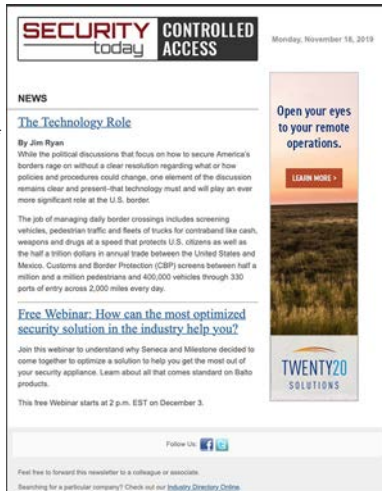 SECURITY
today
CONTROLLED
ACCESS
Monday, November 18, 2019
NEWS
The Technology Role
By Jim Ryan
While the political discussions that focus on how to secure America's
borders rage on without a clear resolution regarding what or how
policies and procedures could change, one element of the discussion
remains clear and present–that technology must and will play an ever
more significant role at the U.S. border.
The job of managing daily border crossings includes screening
vehicles, pedestrian traffic and fleets of trucks for contraband like cash,
weapons and drugs at a speed that protects U.S. citizens as well as
the half a trillion dollars in annual trade between the United States and
Mexico. Customs and Border Protection (CBP) screens between half a
million and a million pedestrians and 400,000 vehicles through 330
ports of entry across 2,000 miles every day.
Free Webinar: How can the most optimized
security solution in the industry help you?
Join this webinar to understand why Seneca and Milestone decided to
come together to optimize a solution to help you get the most out of
your security appliance. Learn about all that comes standard on Balto
products.
This free Webinar starts at 2 p.m. EST on December 3.
Open your eyes
to your remote
operations.
LEARN MORE >
TWENTY20
SOLUTIONS
Follow Us:
Feel free to forward this newsletter to a colleague or associate.
Searching for a particular company? Check out our Industry Directory Online.